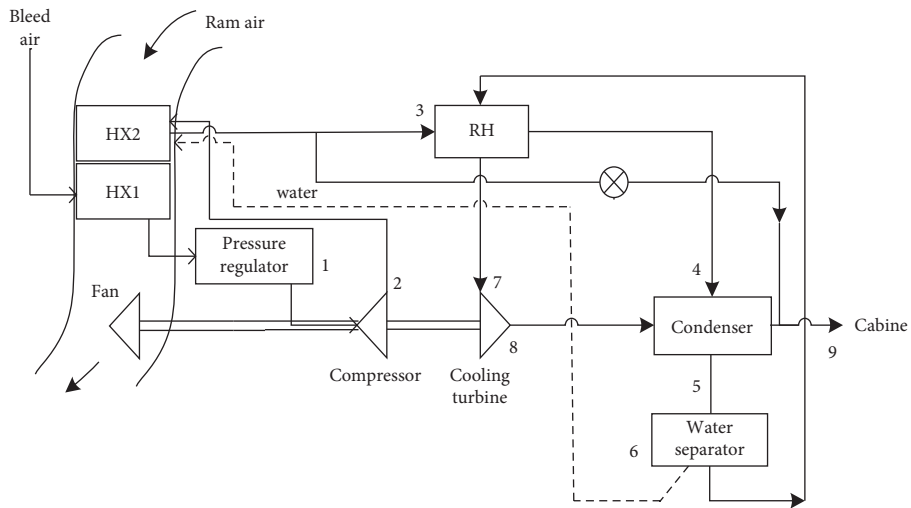 Bleed
air
Ram air
HX2
HX1
3
RH
water
Pressure
regulator
1
2
7
4
Fan
Condenser
Cabine
8
9
Compressor
Cooling
turbine
5
Water
separator
6